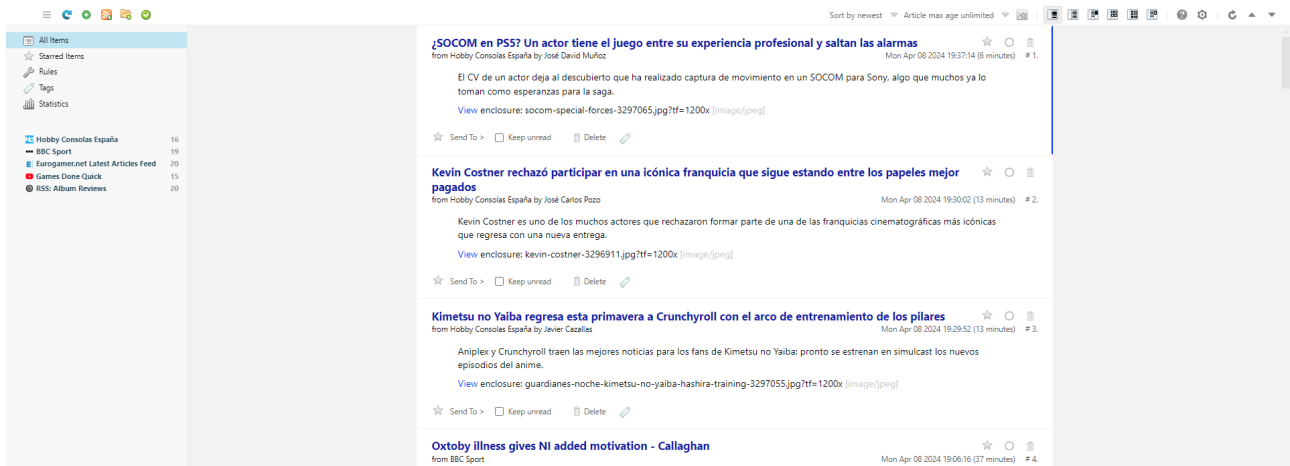 Sort by newest Article max age unlimited
All Items
Starred Items
Rules
Tags
Statistics
Hobby Consolas España 16
BBC Sport 19
Eurogamer.net Latest Articles Feed 20
Games Done Quick 15
RSS: Album Reviews 20
¿SOCOM en PS5? Un actor tiene el juego entre su experiencia profesional y saltan las alarmas
from Hobby Consolas España by José David Muñoz Mon Apr 08 2024 19:37:14 (6 minutes) # 1.
El CV de un actor deja al descubierto que ha realizado captura de movimiento en un SOCOM para Sony, algo que muchos ya lo
toman como esperanzas para la saga.
View enclosure: socom-special-forces-3297065.jpg?tf=1200x [image/jpeg]
Send To > Keep unread Delete
Kevin Costner rechazó participar en una icónica franquicia que sigue estando entre los papeles mejor
pagados
from Hobby Consolas España by José Carlos Pozo Mon Apr 08 2024 19:30:02 (13 minutes) # 2.
Kevin Costner es uno de los muchos actores que rechazaron formar parte de una de las franquicias cinematográficas más icónicas
que regresa con una nueva entrega.
View enclosure: kevin-costner-3296911.jpg?tf=1200x [image/jpeg]
Send To > Keep unread Delete
Kimetsu no Yaiba regresa esta primavera a Crunchyroll con el arco de entrenamiento de los pilares
from Hobby Consolas España by Javier Cazallas Mon Apr 08 2024 19:29:52 (13 minutes) # 3.
Aniplex y Crunchyroll traen las mejores noticias para los fans de Kimetsu no Yaiba: pronto se estrenan en simulcast los nuevos
episodios del anime.
View enclosure: guardianes-noche-kimetsu-no-yaiba-hashira-training-3297055.jpg?tf=1200x [image/jpeg]
Send To > Keep unread Delete
Oxtoby illness gives NI added motivation - Callaghan
from BBC Sport Mon Apr 08 2024 19:06:16 (37 minutes) # 4.